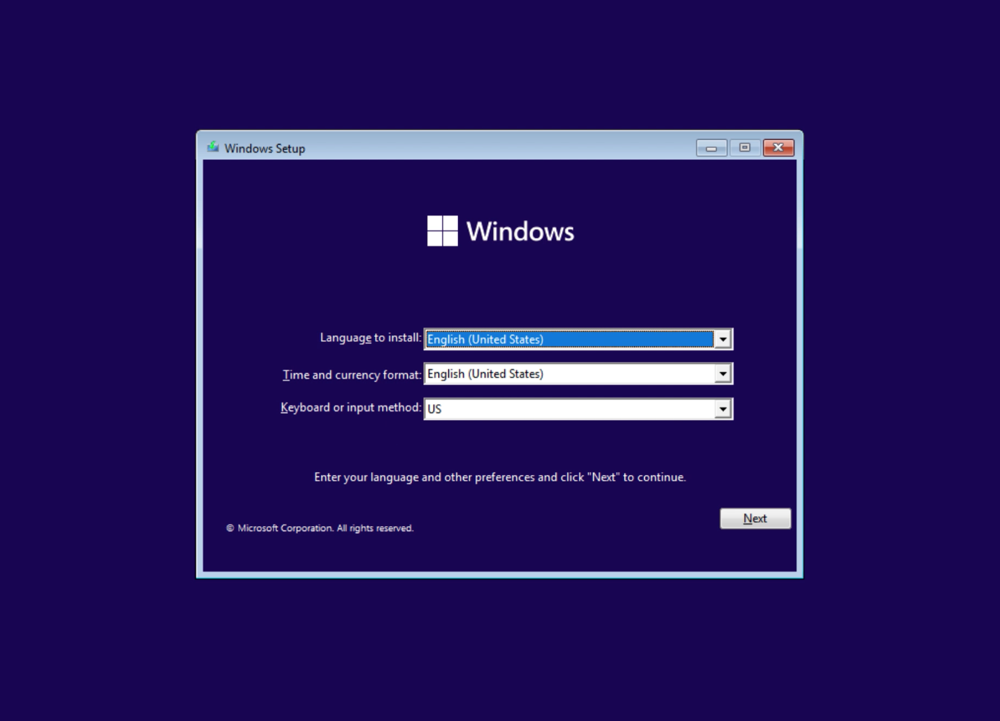 Windows Setup
Windows
Language to install: English (United States)
Time and currency format: English (United States)
Keyboard or input method: US
Enter your language and other preferences and click "Next" to continue.
Next
© Microsoft Corporation. All rights reserved.